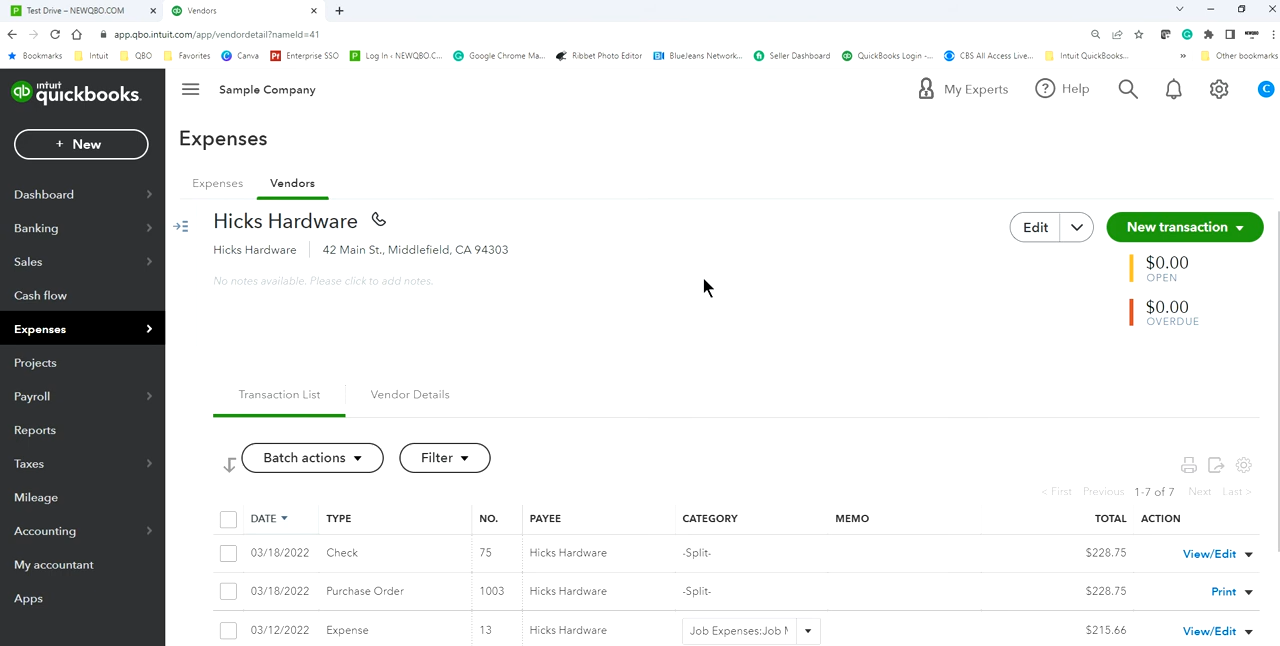 Test Drive – NEWQBO.COM
Vendors
app.qbo.intuit.com/app/vendordetail?nameId=41
Bookmarks Intuit QBO Favorites Canva Enterprise SSO Log In ‹ NEWQBO.C... Google Chrome Ma... Ribbet Photo Editor BlueJeans Network... Seller Dashboard QuickBooks Login -... CBS All Access Live... Intuit QuickBooks... » Other bookmarks
intuit quickbooks.
Sample Company
My Experts
Help
C
+ New
Dashboard
Banking
Sales
Cash flow
Expenses
Projects
Payroll
Reports
Taxes
Mileage
Accounting
My accountant
Apps
Expenses
Expenses Vendors
Hicks Hardware
Hicks Hardware 42 Main St., Middlefield, CA 94303
No notes available. Please click to add notes.
Edit
New transaction
$0.00
OPEN
$0.00
OVERDUE
Transaction List Vendor Details
Batch actions Filter
< First Previous 1-7 of 7 Next Last >
DATE TYPE NO. PAYEE CATEGORY MEMO TOTAL ACTION
03/18/2022 Check 75 Hicks Hardware -Split- $228.75 View/Edit
03/18/2022 Purchase Order 1003 Hicks Hardware -Split- $228.75 Print
03/12/2022 Expense 13 Hicks Hardware Job Expenses:Job M $215.66 View/Edit